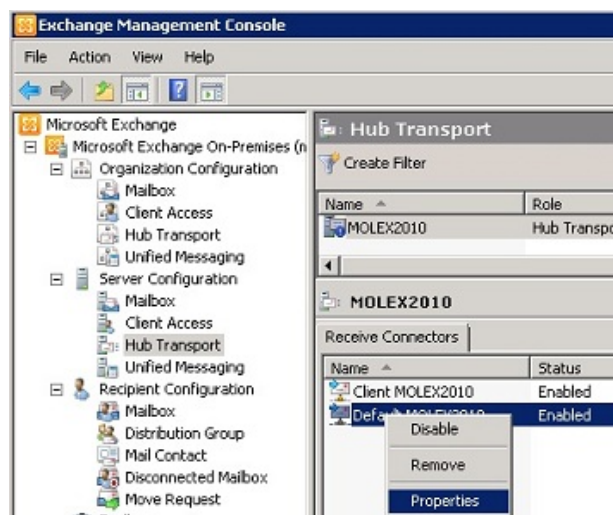 Exchange Management Console
File Action View Help
Microsoft Exchange
Microsoft Exchange On-Premises (n
Organization Configuration
Mailbox
Client Access
Hub Transport
Unified Messaging
Server Configuration
Mailbox
Client Access
Hub Transport
Unified Messaging
Recipient Configuration
Mailbox
Distribution Group
Mail Contact
Disconnected Mailbox
Move Request
Hub Transport
Create Filter
Name Role
MOLEX2010 Hub Transpo
MOLEX2010
Receive Connectors
Name Status
Client MOLEX2010 Enabled
Default MOLEX2010 Enabled
Disable
Remove
Properties